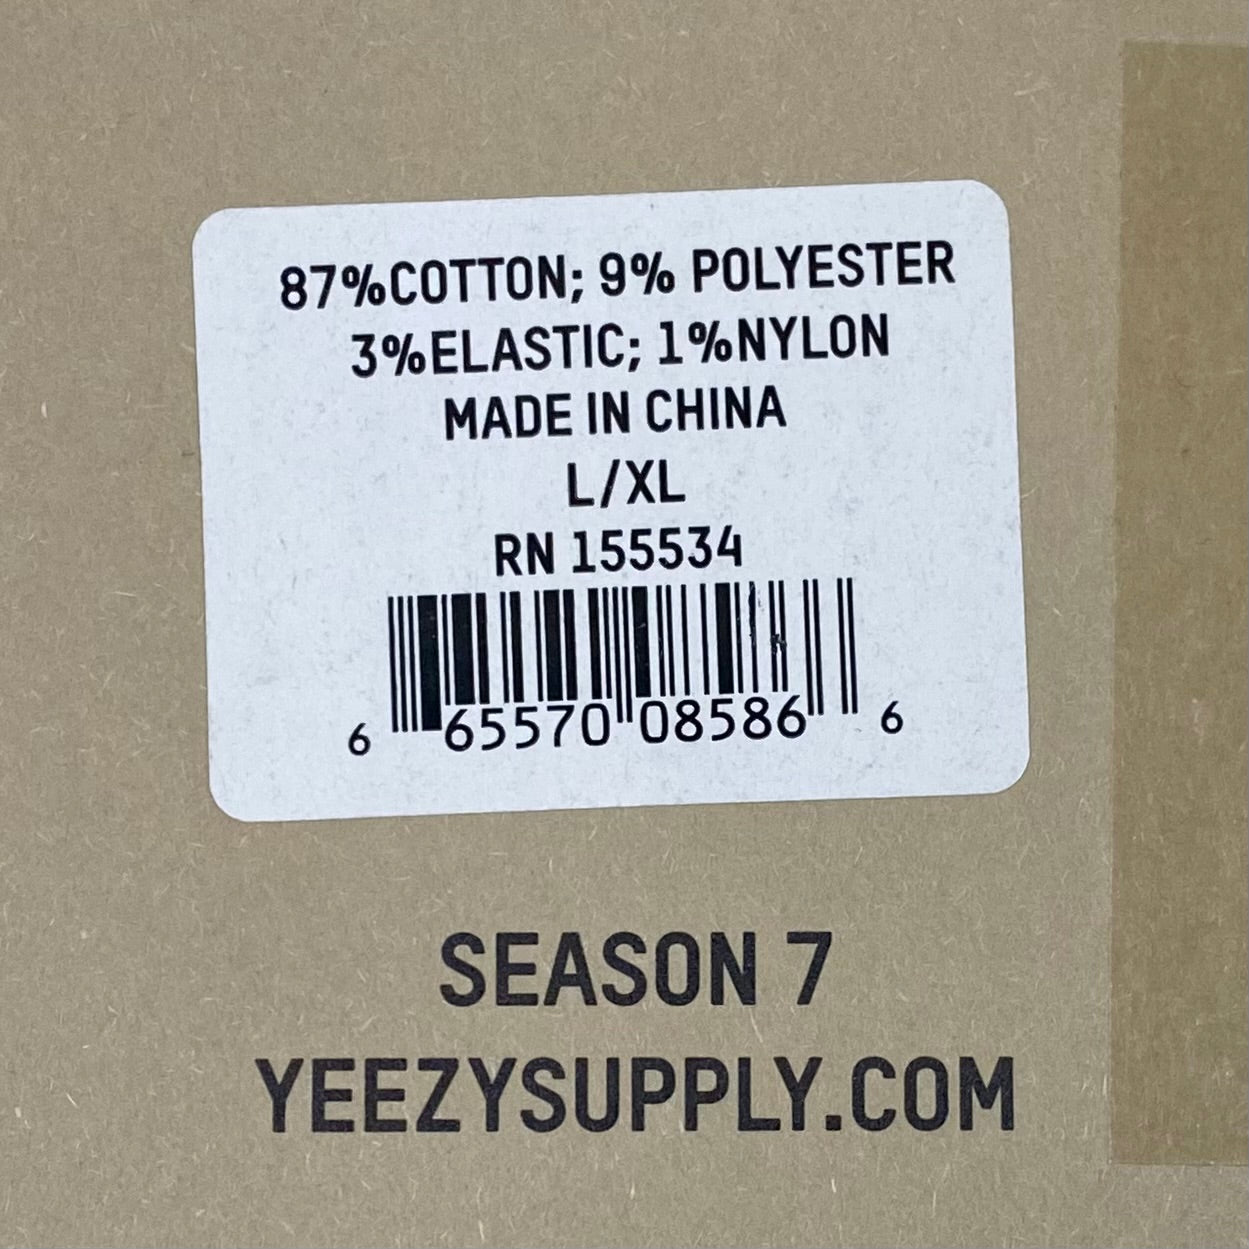 87%COTTON; 9% POLYESTER
3%ELASTIC; 1%NYLON
MADE IN CHINA
L/XL
RN 155534
6 65570 08586 6
SEASON 7
YEEZYSUPPLY.COM